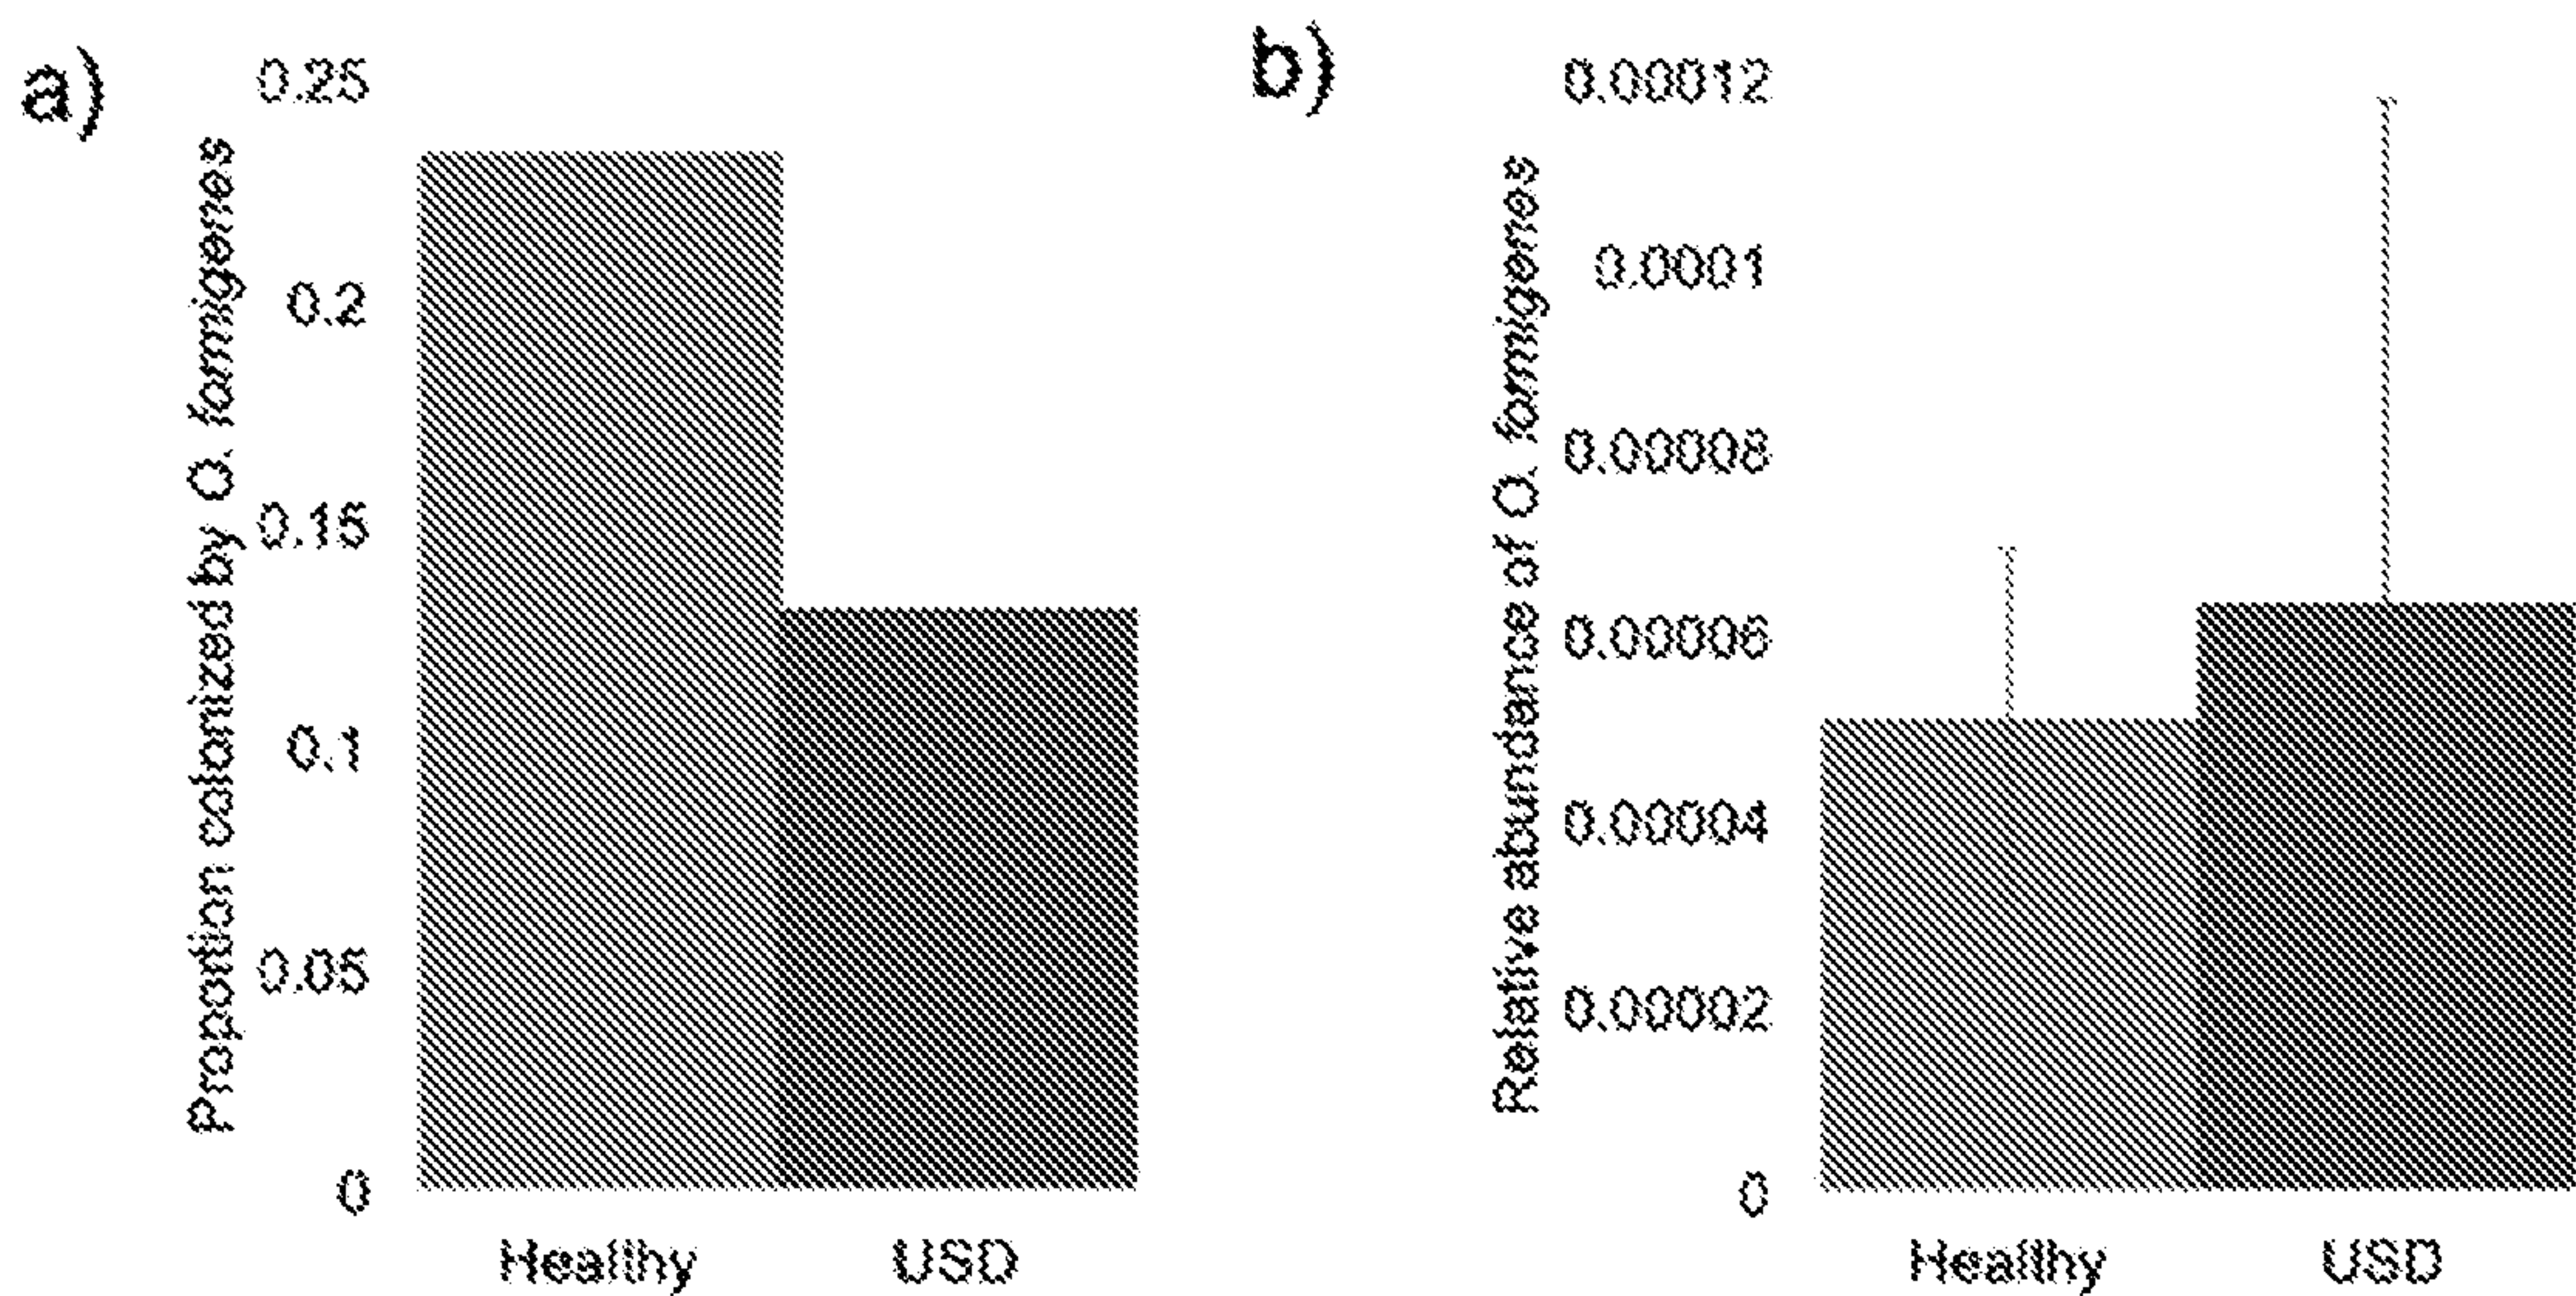 a)
Proportion colonized by O. formigenes
0.25
0.2
0.15
0.1
0.05
0
Healthy USD
b)
Relative abundance of O. formigenes
0.00012
0.0001
0.00008
0.00006
0.00004
0.00002
0
Healthy USD